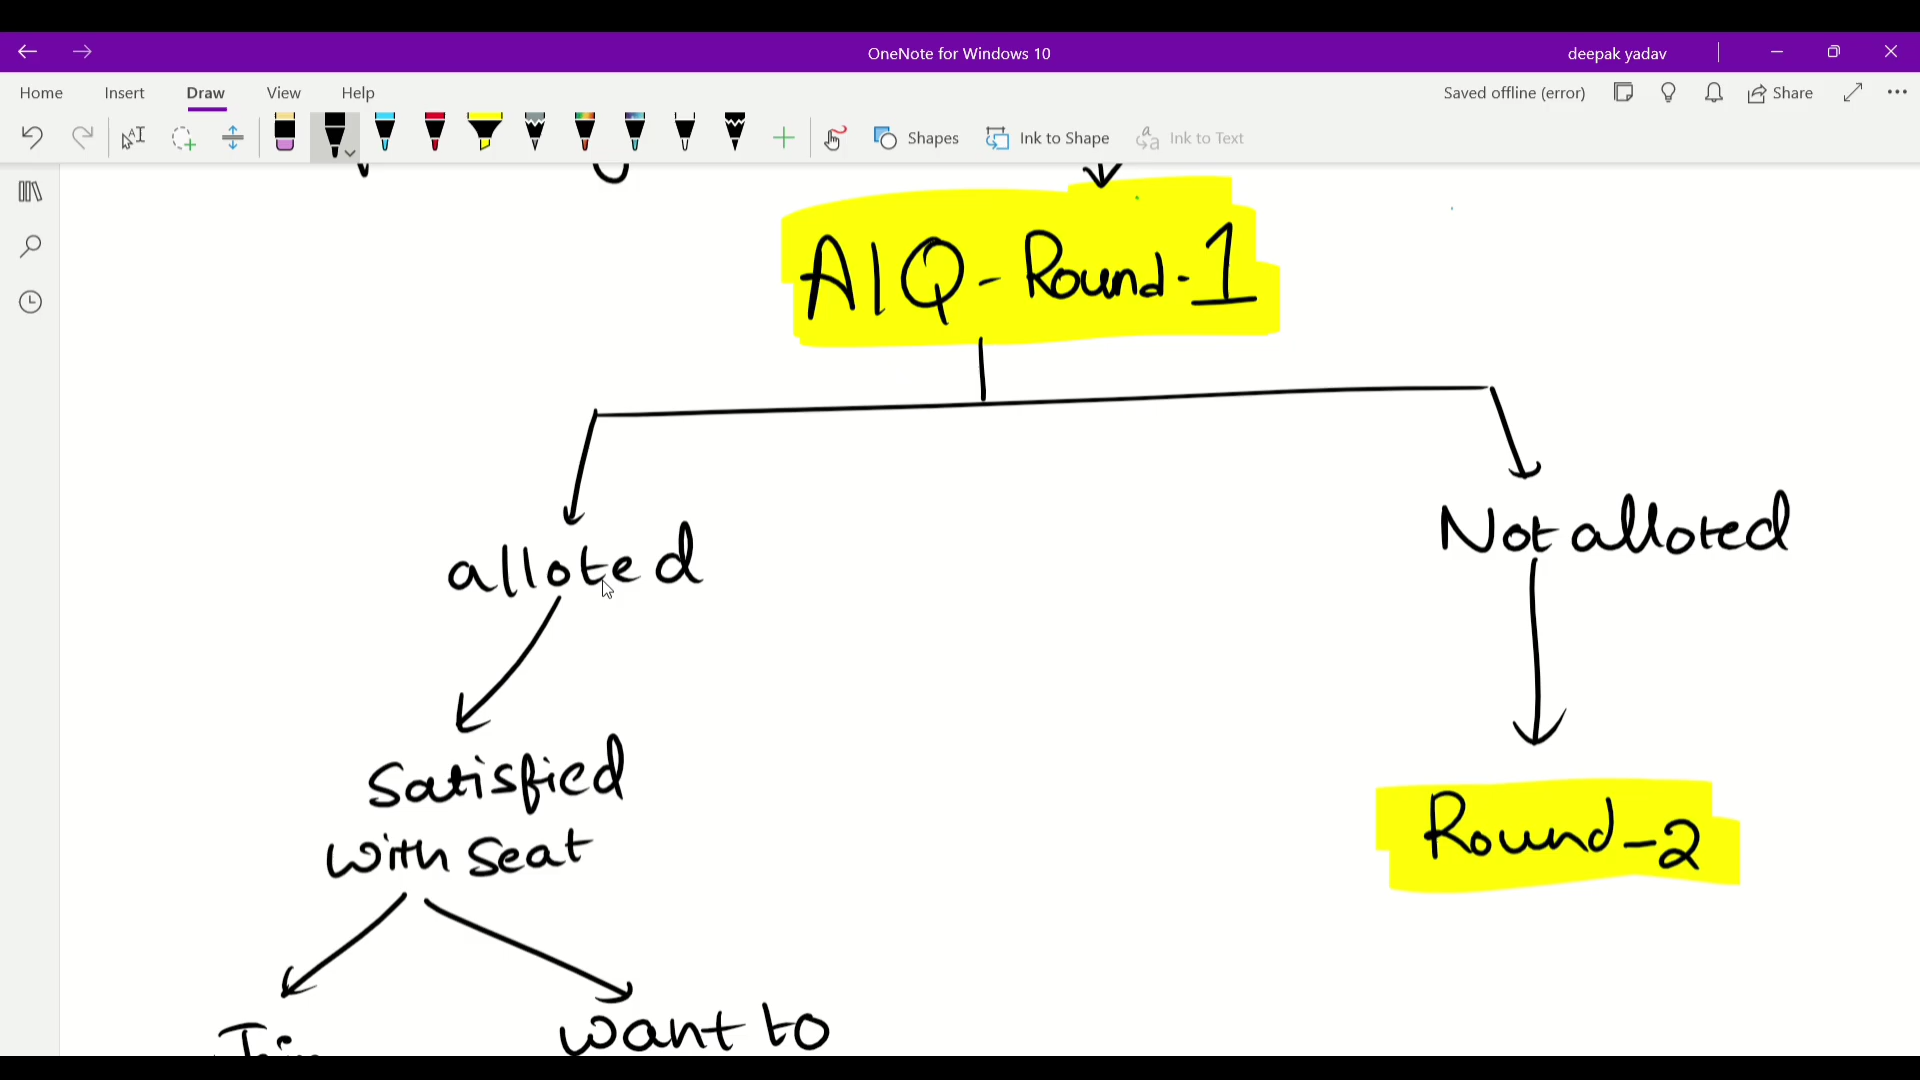 OneNote for Windows 10
deepak yadav
Home Insert Draw View Help
Saved offline (error)
Share
Shapes
Ink to Shape
Ink to Text
AIQ - Round - 1
alloted
Not alloted
Satisfied
with seat
Round-2
want to